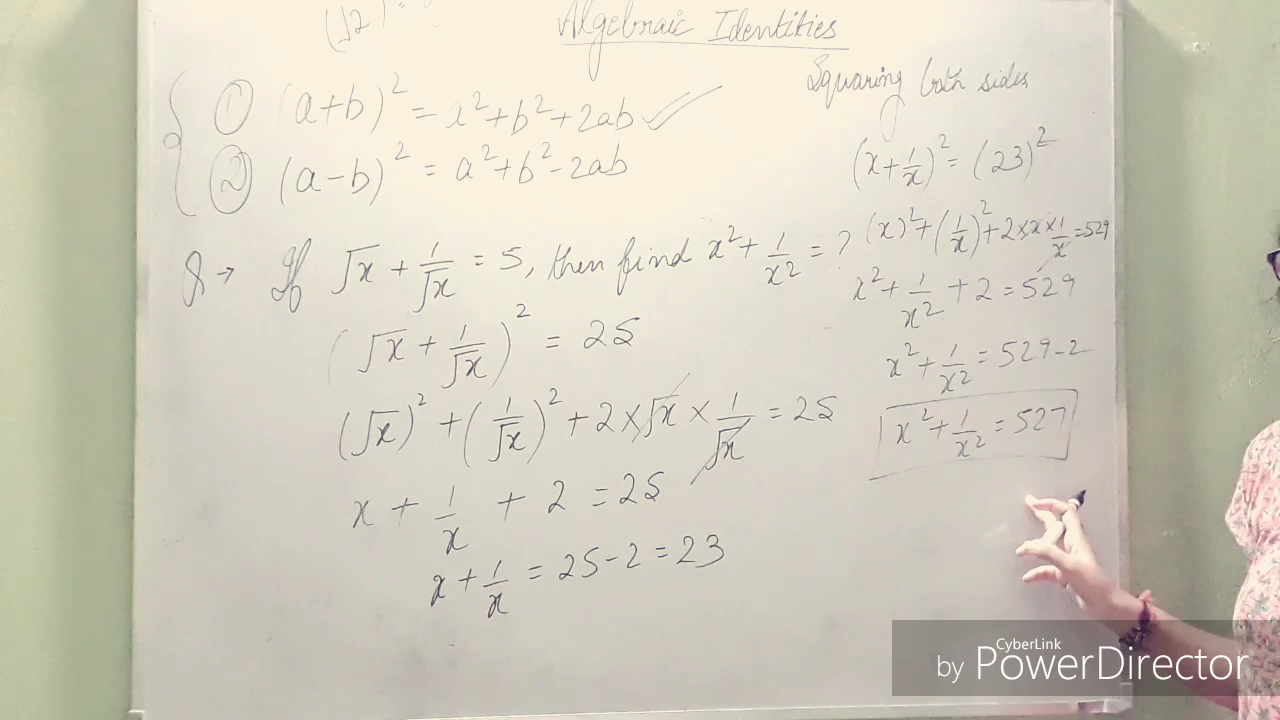 (√2)
Algebraic Identities
① (a+b)² = a²+b²+2ab
② (a-b)² = a²+b²-2ab
Q → If √x + 1/√x = 5, then find x² + 1/x² = ?
(√x + 1/√x)² = 25
(√x)² + (1/√x)² + 2×√x × 1/√x = 25
x + 1/x + 2 = 25
x + 1/x = 25-2 = 23
Squaring both sides
(x+1/x)² = (23)²
(x)²+(1/x)²+2×x×1/x=529
x²+1/x² + 2 = 529
x²+1/x² = 529-2
x²+1/x² = 527
CyberLink
by PowerDirector